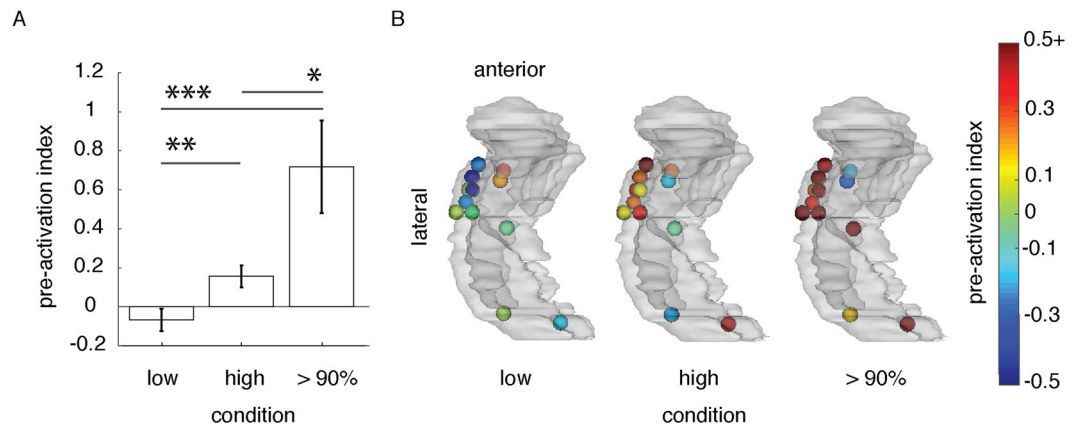 A
B
1.2
1
0.8
0.6
0.4
0.2
0
-0.2
pre-activation index
***
*
**
low high > 90%
condition
anterior
lateral
low
high
> 90%
condition
0.5+
0.3
0.1
0
-0.1
-0.3
-0.5
pre-activation index